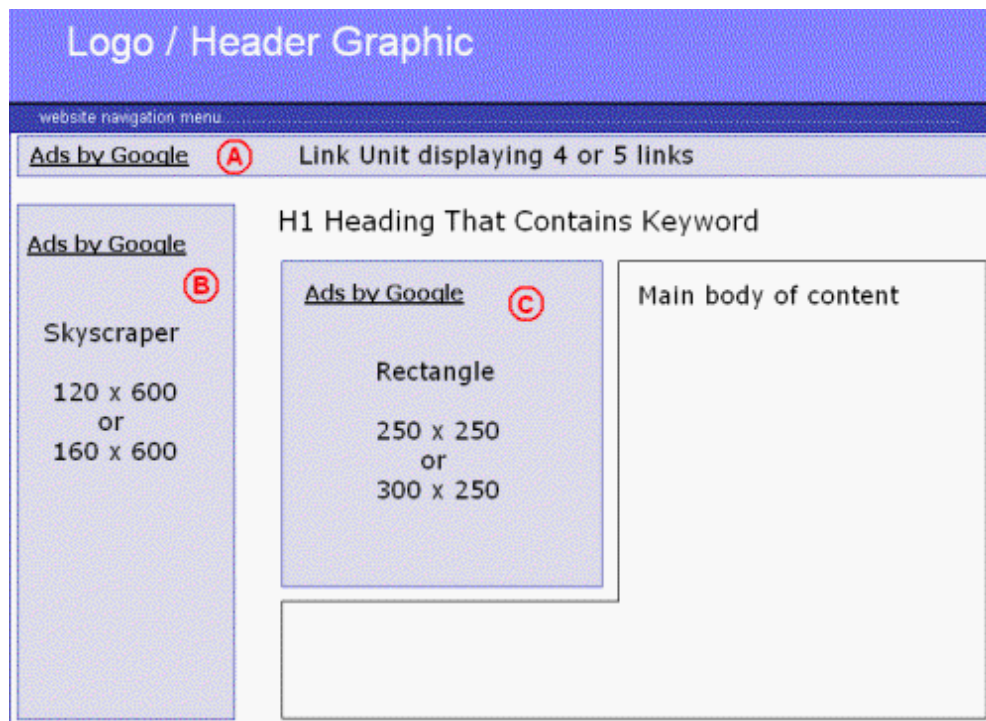 Logo / Header Graphic
website navigation menu
Ads by Google A Link Unit displaying 4 or 5 links
Ads by Google
B
Skyscraper
120 x 600
or
160 x 600
H1 Heading That Contains Keyword
Ads by Google
C
Rectangle
250 x 250
or
300 x 250
Main body of content